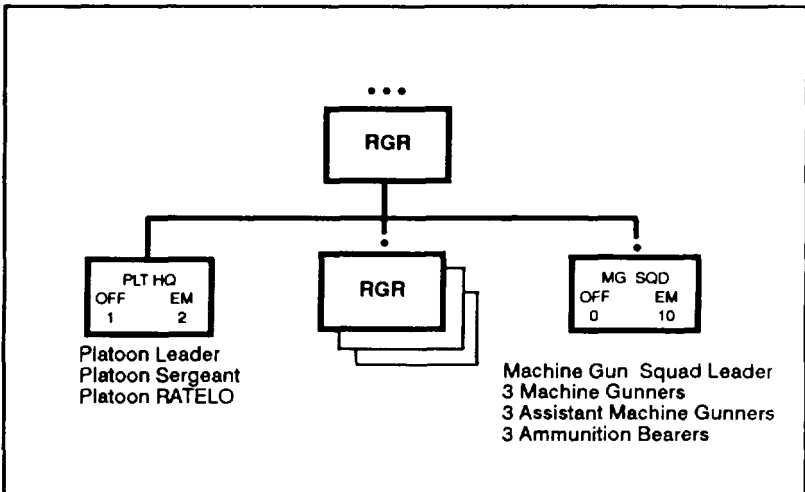 RGR
PLT HQ
OFF EM
1 2
Platoon Leader
Platoon Sergeant
Platoon RATELO
RGR
MG SQD
OFF EM
0 10
Machine Gun Squad Leader
3 Machine Gunners
3 Assistant Machine Gunners
3 Ammunition Bearers